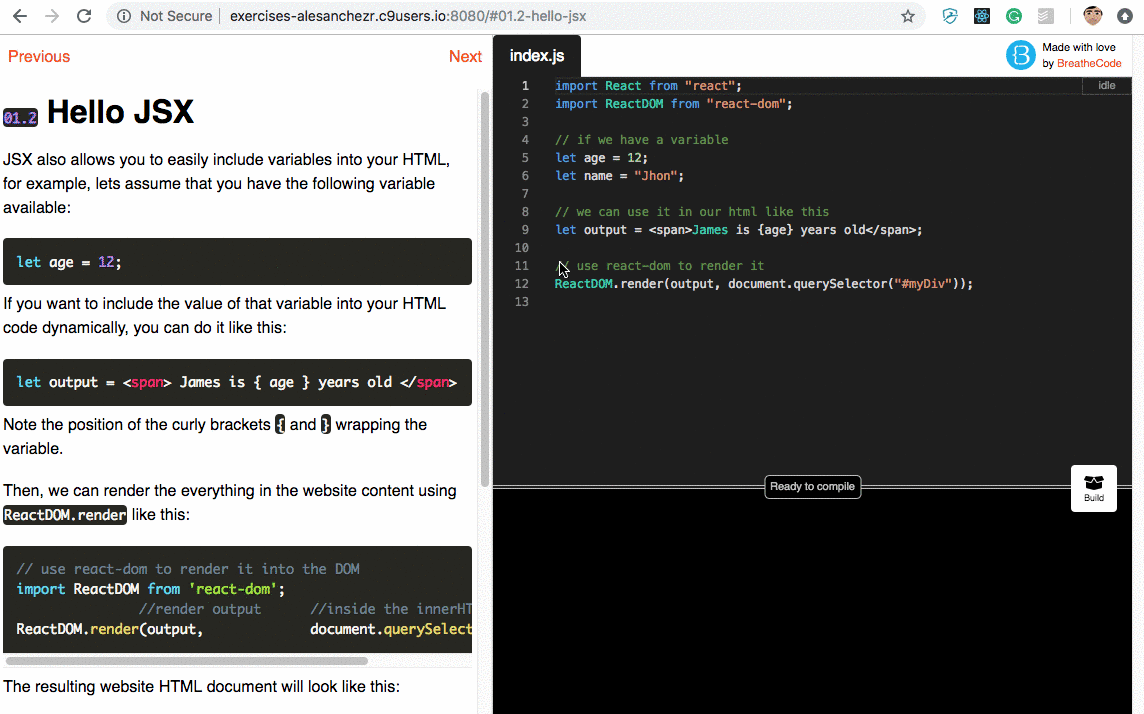 Not Secure | exercises-alesanchezr.c9users.io:8080/#01.2-hello-jsx
Previous
Next
01.2 Hello JSX
JSX also allows you to easily include variables into your HTML,
for example, lets assume that you have the following variable
available:
let age = 12;
If you want to include the value of that variable into your HTML
code dynamically, you can do it like this:
let output = <span> James is { age } years old </span>
Note the position of the curly brackets { and } wrapping the
variable.
Then, we can render the everything in the website content using
ReactDOM.render like this:
// use react-dom to render it into the DOM
import ReactDOM from 'react-dom';
//render output //inside the innerHT
ReactDOM.render(output, document.querySelect
The resulting website HTML document will look like this:
index.js
Made with love
by BreatheCode
idle
1 import React from "react";
2 import ReactDOM from "react-dom";
3
4 // if we have a variable
5 let age = 12;
6 let name = "Jhon";
7
8 // we can use it in our html like this
9 let output = <span>James is {age} years old</span>;
10
11 // use react-dom to render it
12 ReactDOM.render(output, document.querySelector("#myDiv"));
13
Ready to compile
Build